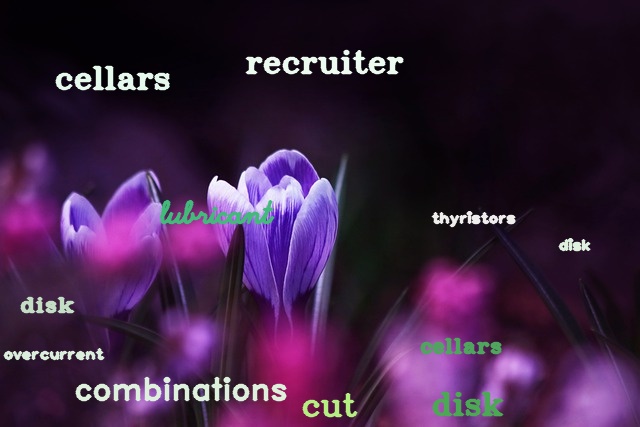 recruiter
cellars
lubricant
thyristors
disk
disk
cellars
overcurrent
combinations
cut
disk